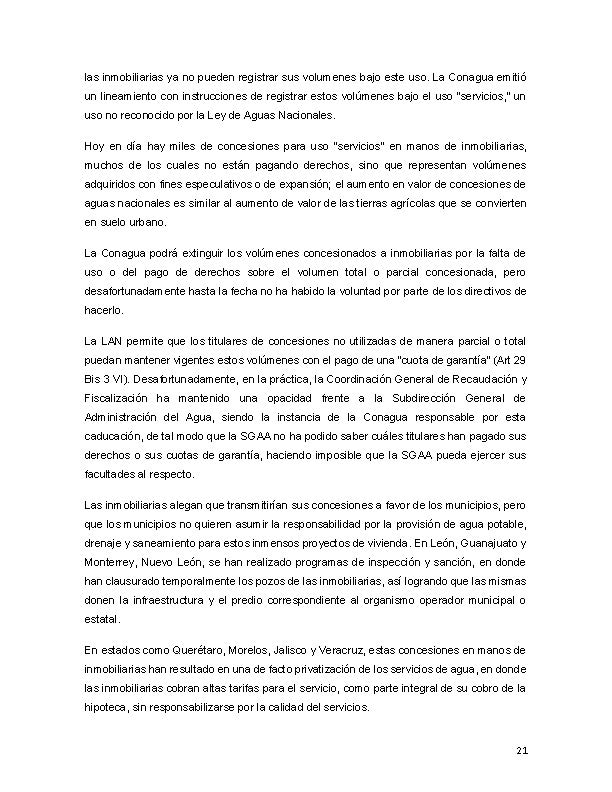 las inmobiliarias ya no pueden registrar sus volumenes bajo este uso. La Conagua emitió
un lineamiento con instrucciones de registrar estos volúmenes bajo el uso "servicios," un
uso no reconocido por la Ley de Aguas Nacionales.
Hoy en día hay miles de concesiones para uso "servicios" en manos de inmobiliarias,
muchos de los cuales no están pagando derechos, sino que representan volúmenes
adquiridos con fines especulativos o de expansión; el aumento en valor de concesiones de
aguas nacionales es similar al aumento de valor de las tierras agrícolas que se convierten
en suelo urbano.
La Conagua podrá extinguir los volúmenes concesionados a inmobiliarias por la falta de
uso o del pago de derechos sobre el volumen total o parcial concesionada, pero
desafortunadamente hasta la fecha no ha habido la voluntad por parte de los directivos de
hacerlo.
La LAN permite que los titulares de concesiones no utilizadas de manera parcial o total
puedan mantener vigentes estos volúmenes con el pago de una "cuota de garantía" (Art 29
Bis 3 VI). Desafortunadamente, en la práctica, la Coordinación General de Recaudación y
Fiscalización ha mantenido una opacidad frente a la Subdirección General de
Administración del Agua, siendo la instancia de la Conagua responsable por esta
caducación, de tal modo que la SGAA no ha podido saber cuáles titulares han pagado sus
derechos o sus cuotas de garantía, haciendo imposible que la SGAA pueda ejercer sus
facultades al respecto.
Las inmobiliarias alegan que transmitirían sus concesiones a favor de los municipios, pero
que los municipios no quieren asumir la responsabilidad por la provisión de agua potable,
drenaje y saneamiento para estos inmensos proyectos de vivienda. En León, Guanajuato y
Monterrey, Nuevo León, se han realizado programas de inspección y sanción, en donde
han clausurado temporalmente los pozos de las inmobiliarias, así logrando que las mismas
donen la infraestructura y el predio correspondiente al organismo operador municipal o
estatal.
En estados como Querétaro, Morelos, Jalisco y Veracruz, estas concesiones en manos de
inmobiliarias han resultado en una de facto privatización de los servicios de agua, en donde
las inmobiliarias cobran altas tarifas para el servicio, como parte integral de su cobro de la
hipoteca, sin responsabilizarse por la calidad del servicios.
21